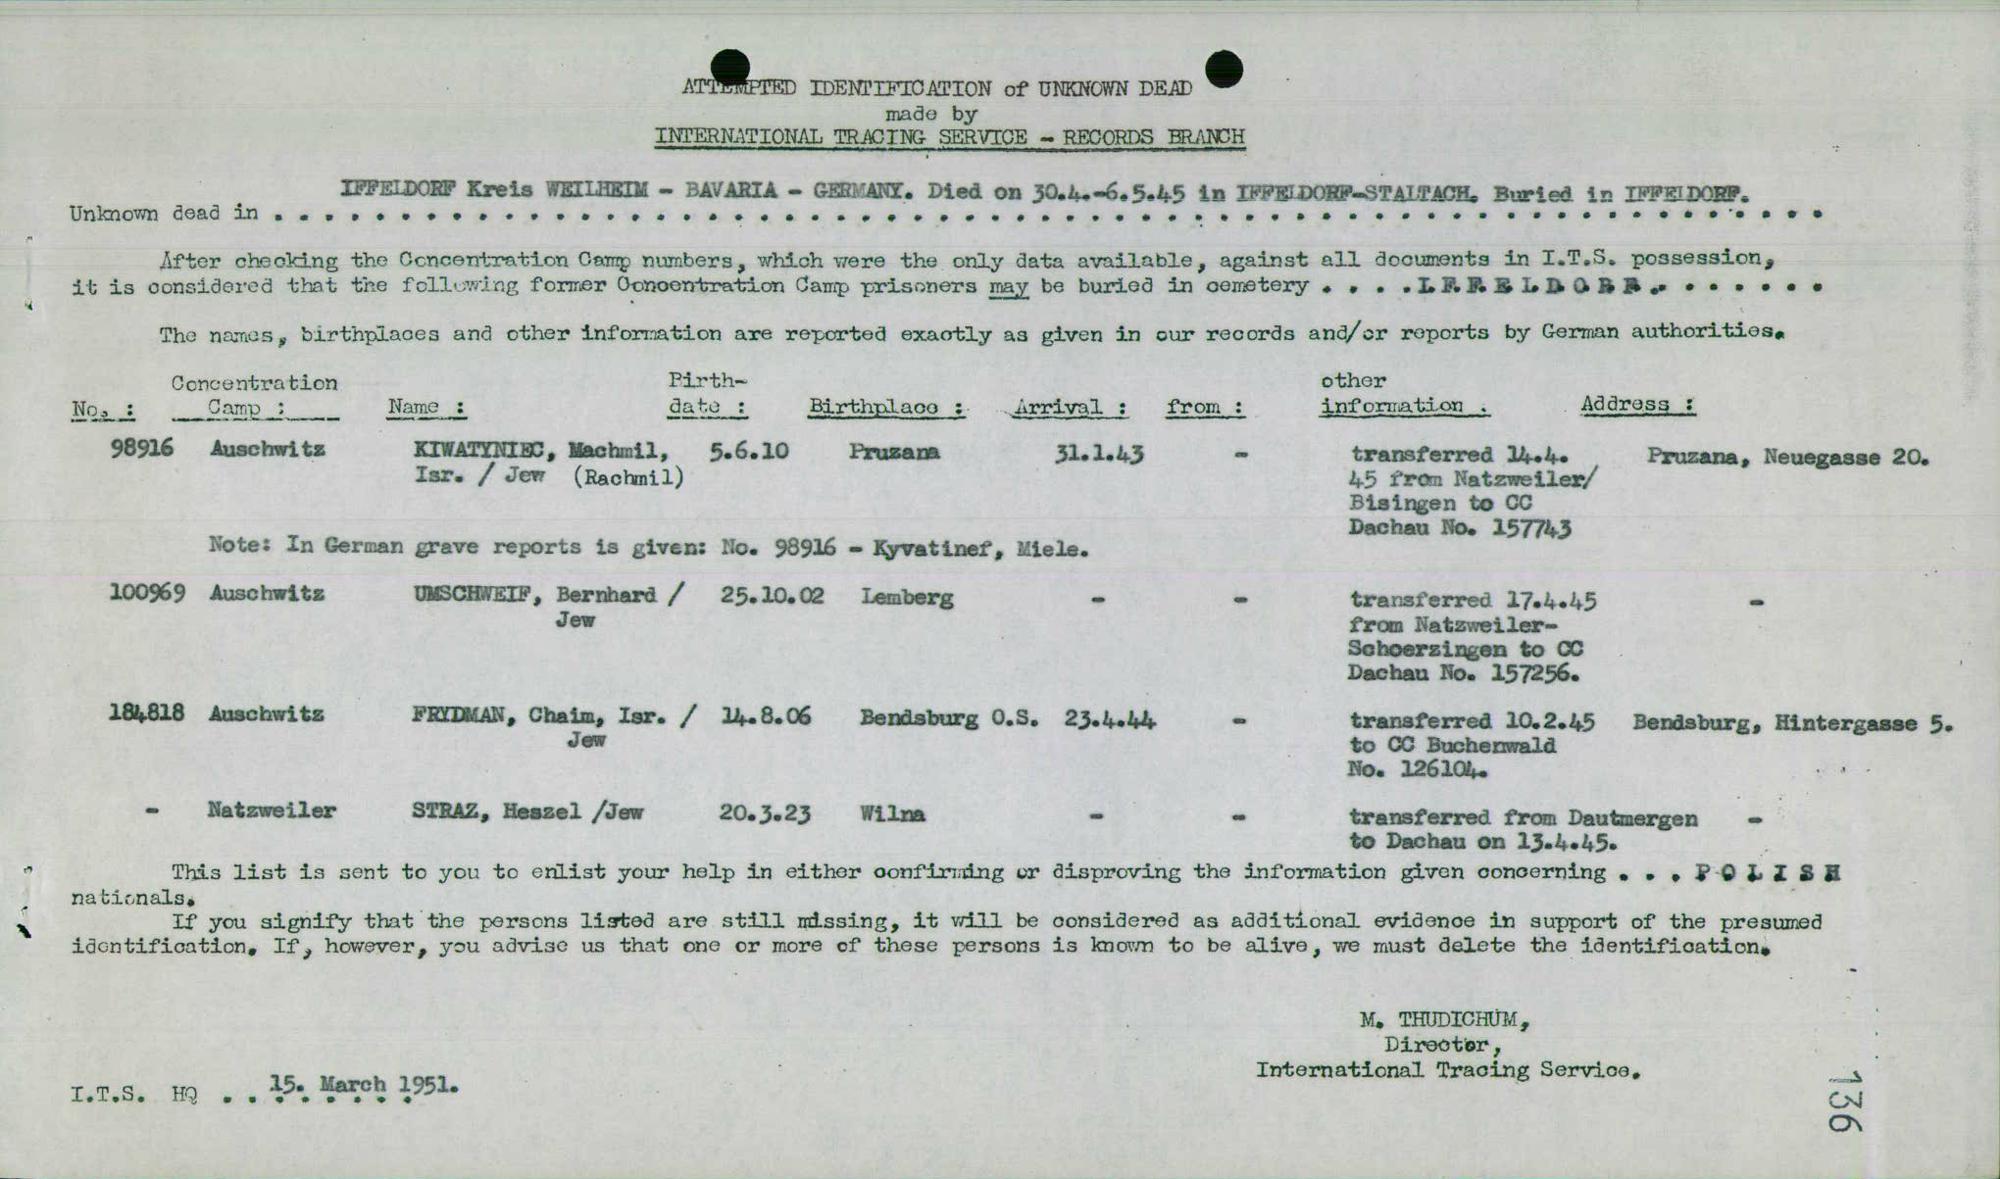 ATTEMPTED IDENTIFICATION of UNKNOWN DEAD
made by
INTERNATIONAL TRACING SERVICE - RECORDS BRANCH
IFFELDORF Kreis WEILHEIM - BAVARIA - GERMANY. Died on 30.4.-6.5.45 in IFFELDORF-STALTACH. Buried in IFFELDORF.
Unknown dead in . . . . . . . . . . . . . . . . . . . . . . . . . . . . . . . . . . . . . . . . . . . . . . . . . . . . . . . . . . . .
After checking the Concentration Camp numbers, which were the only data available, against all documents in I.T.S. possession,
it is considered that the following former Concentration Camp prisoners may be buried in cemetery . . . . I F F E L D O R F . . . . . . .
The names, birthplaces and other information are reported exactly as given in our records and/or reports by German authorities.
Concentration Birth- other
No. : Camp : Name : date : Birthplace : Arrival : from : information : Address :
98916 Auschwitz KIWATYNIEC, Machmil, 5.6.10 Pruzana 31.1.43 - transferred 14.4. Pruzana, Neuegasse 20.
Isr. / Jew (Rachmil) 45 from Natzweiler/
Bisingen to CC
Dachau No. 157743
Note: In German grave reports is given: No. 98916 - Kyvatinef, Miele.
100969 Auschwitz UMSCHWEIF, Bernhard / 25.10.02 Lemberg - - transferred 17.4.45 -
Jew from Natzweiler-
Schoerzingen to CC
Dachau No. 157256.
184818 Auschwitz FRYDMAN, Chaim, Isr. / 14.8.06 Bendsburg O.S. 23.4.44 - transferred 10.2.45 Bendsburg, Hintergasse 5.
Jew to CC Buchenwald
No. 126104.
- Natzweiler STRAZ, Heszel /Jew 20.3.23 Wilna - - transferred from Dautmergen -
to Dachau on 13.4.45.
This list is sent to you to enlist your help in either confirming or disproving the information given concerning . . . P O L I S H
nationals.
If you signify that the persons listed are still missing, it will be considered as additional evidence in support of the presumed
identification. If, however, you advise us that one or more of these persons is known to be alive, we must delete the identification.
M. THUDICHUM,
Director,
International Tracing Service.
I.T.S. HQ . . 15. March 1951.
136